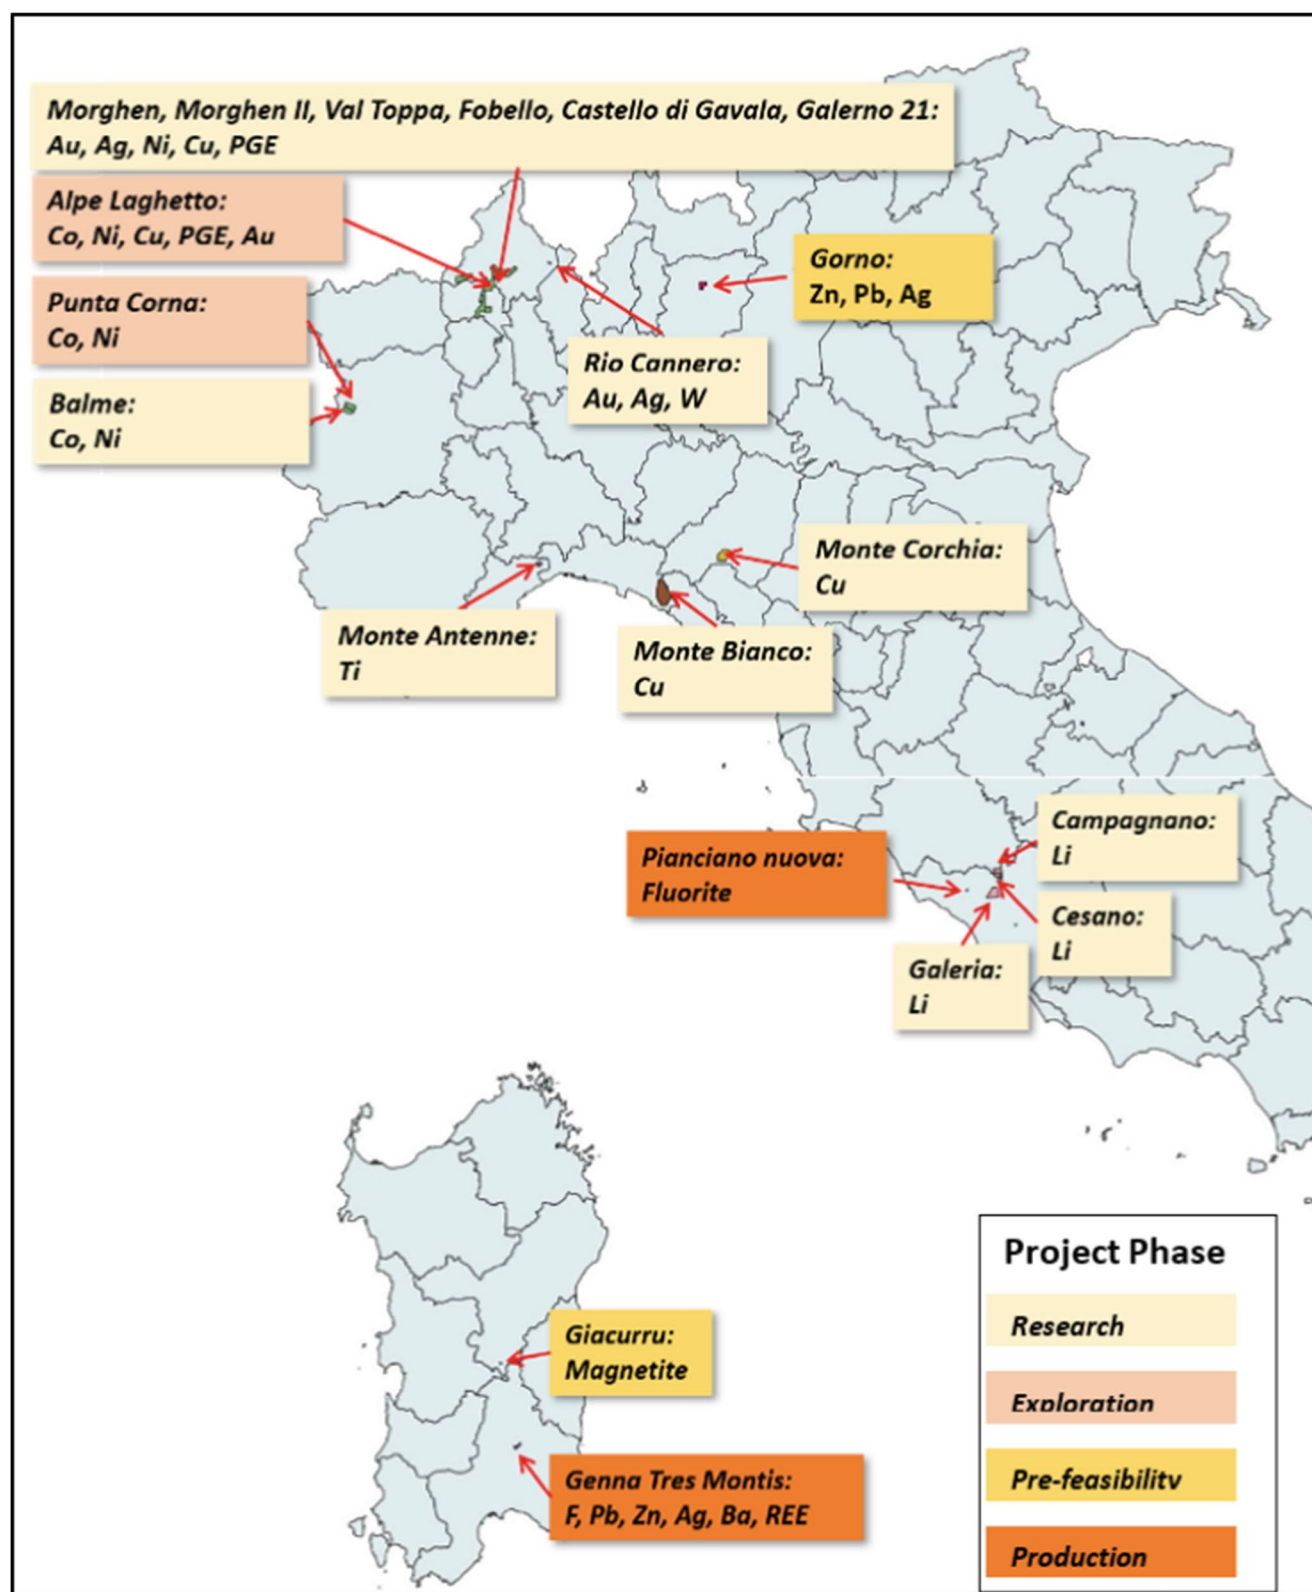 Morghen, Morghen II, Val Toppa, Fobello, Castello di Gavala, Galerno 21:
Au, Ag, Ni, Cu, PGE
Alpe Laghetto:
Co, Ni, Cu, PGE, Au
Punta Corna:
Co, Ni
Balme:
Co, Ni
Gorno:
Zn, Pb, Ag
Rio Cannero:
Au, Ag, W
Monte Corchia:
Cu
Monte Antenne:
Ti
Monte Bianco:
Cu
Campagnano:
Li
Pianciano nuova:
Fluorite
Cesano:
Li
Galeria:
Li
Giacurru:
Magnetite
Genna Tres Montis:
F, Pb, Zn, Ag, Ba, REE
Project Phase
Research
Exploration
Pre-feasibility
Production